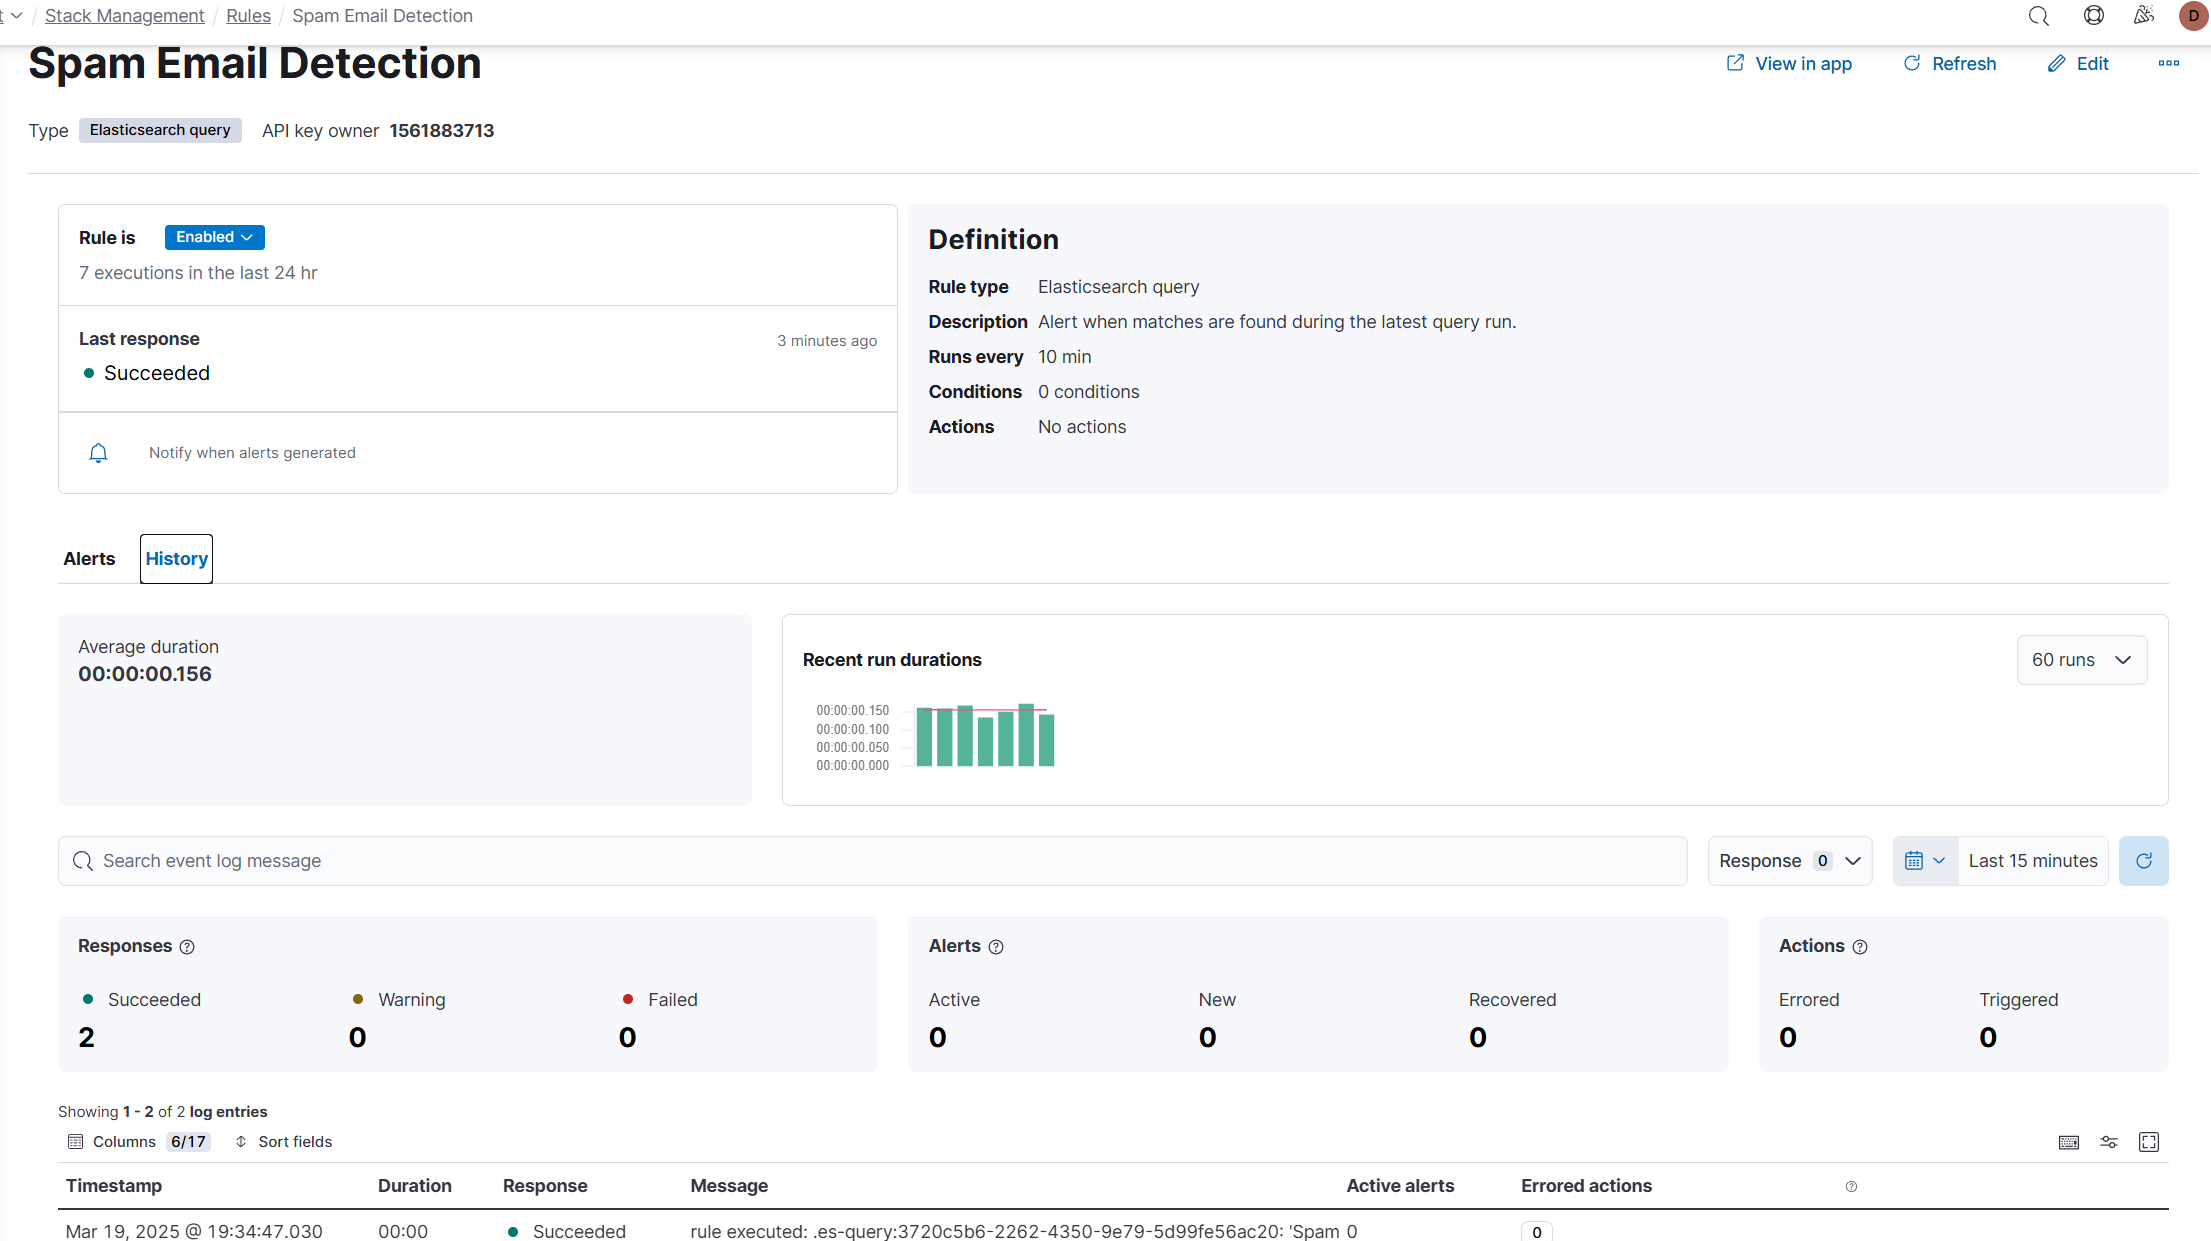 t / Stack Management / Rules / Spam Email Detection
D
Spam Email Detection
View in app
Refresh
Edit
Type Elasticsearch query API key owner 1561883713
Rule is Enabled
7 executions in the last 24 hr
Last response
3 minutes ago
Succeeded
Notify when alerts generated
Definition
Rule type Elasticsearch query
Description Alert when matches are found during the latest query run.
Runs every 10 min
Conditions 0 conditions
Actions No actions
Alerts History
Average duration
00:00:00.156
Recent run durations
60 runs
00:00:00.150
00:00:00.100
00:00:00.050
00:00:00.000
Search event log message
Response 0
Last 15 minutes
Responses
Succeeded Warning Failed
2 0 0
Alerts
Active New Recovered
0 0 0
Actions
Errored Triggered
0 0
Showing 1 - 2 of 2 log entries
Columns 6/17 Sort fields
Timestamp Duration Response Message Active alerts Errored actions
Mar 19, 2025 @ 19:34:47.030 00:00 Succeeded rule executed: .es-query:3720c5b6-2262-4350-9e79-5d99fe56ac20: 'Spam 0 0